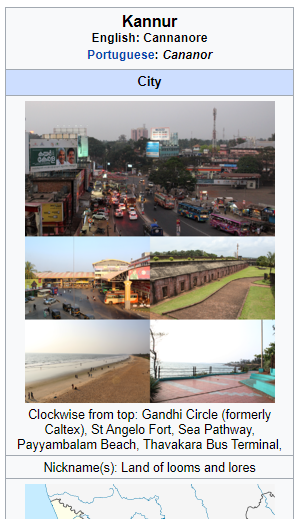 Kannur
English: Cannanore
Portuguese: Cananor
City
Clockwise from top: Gandhi Circle (formerly
Caltex), St Angelo Fort, Sea Pathway,
Payyambalam Beach, Thavakara Bus Terminal,
Nickname(s): Land of looms and lores